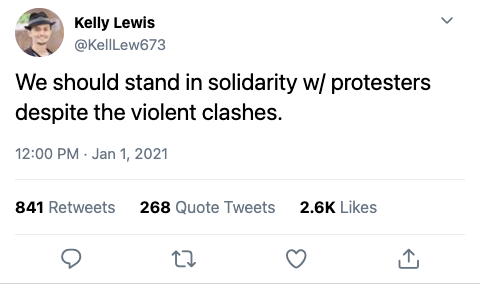 Kelly Lewis
@KellLew673
We should stand in solidarity w/ protesters
despite the violent clashes.
12:00 PM · Jan 1, 2021
841 Retweets 268 Quote Tweets 2.6K Likes